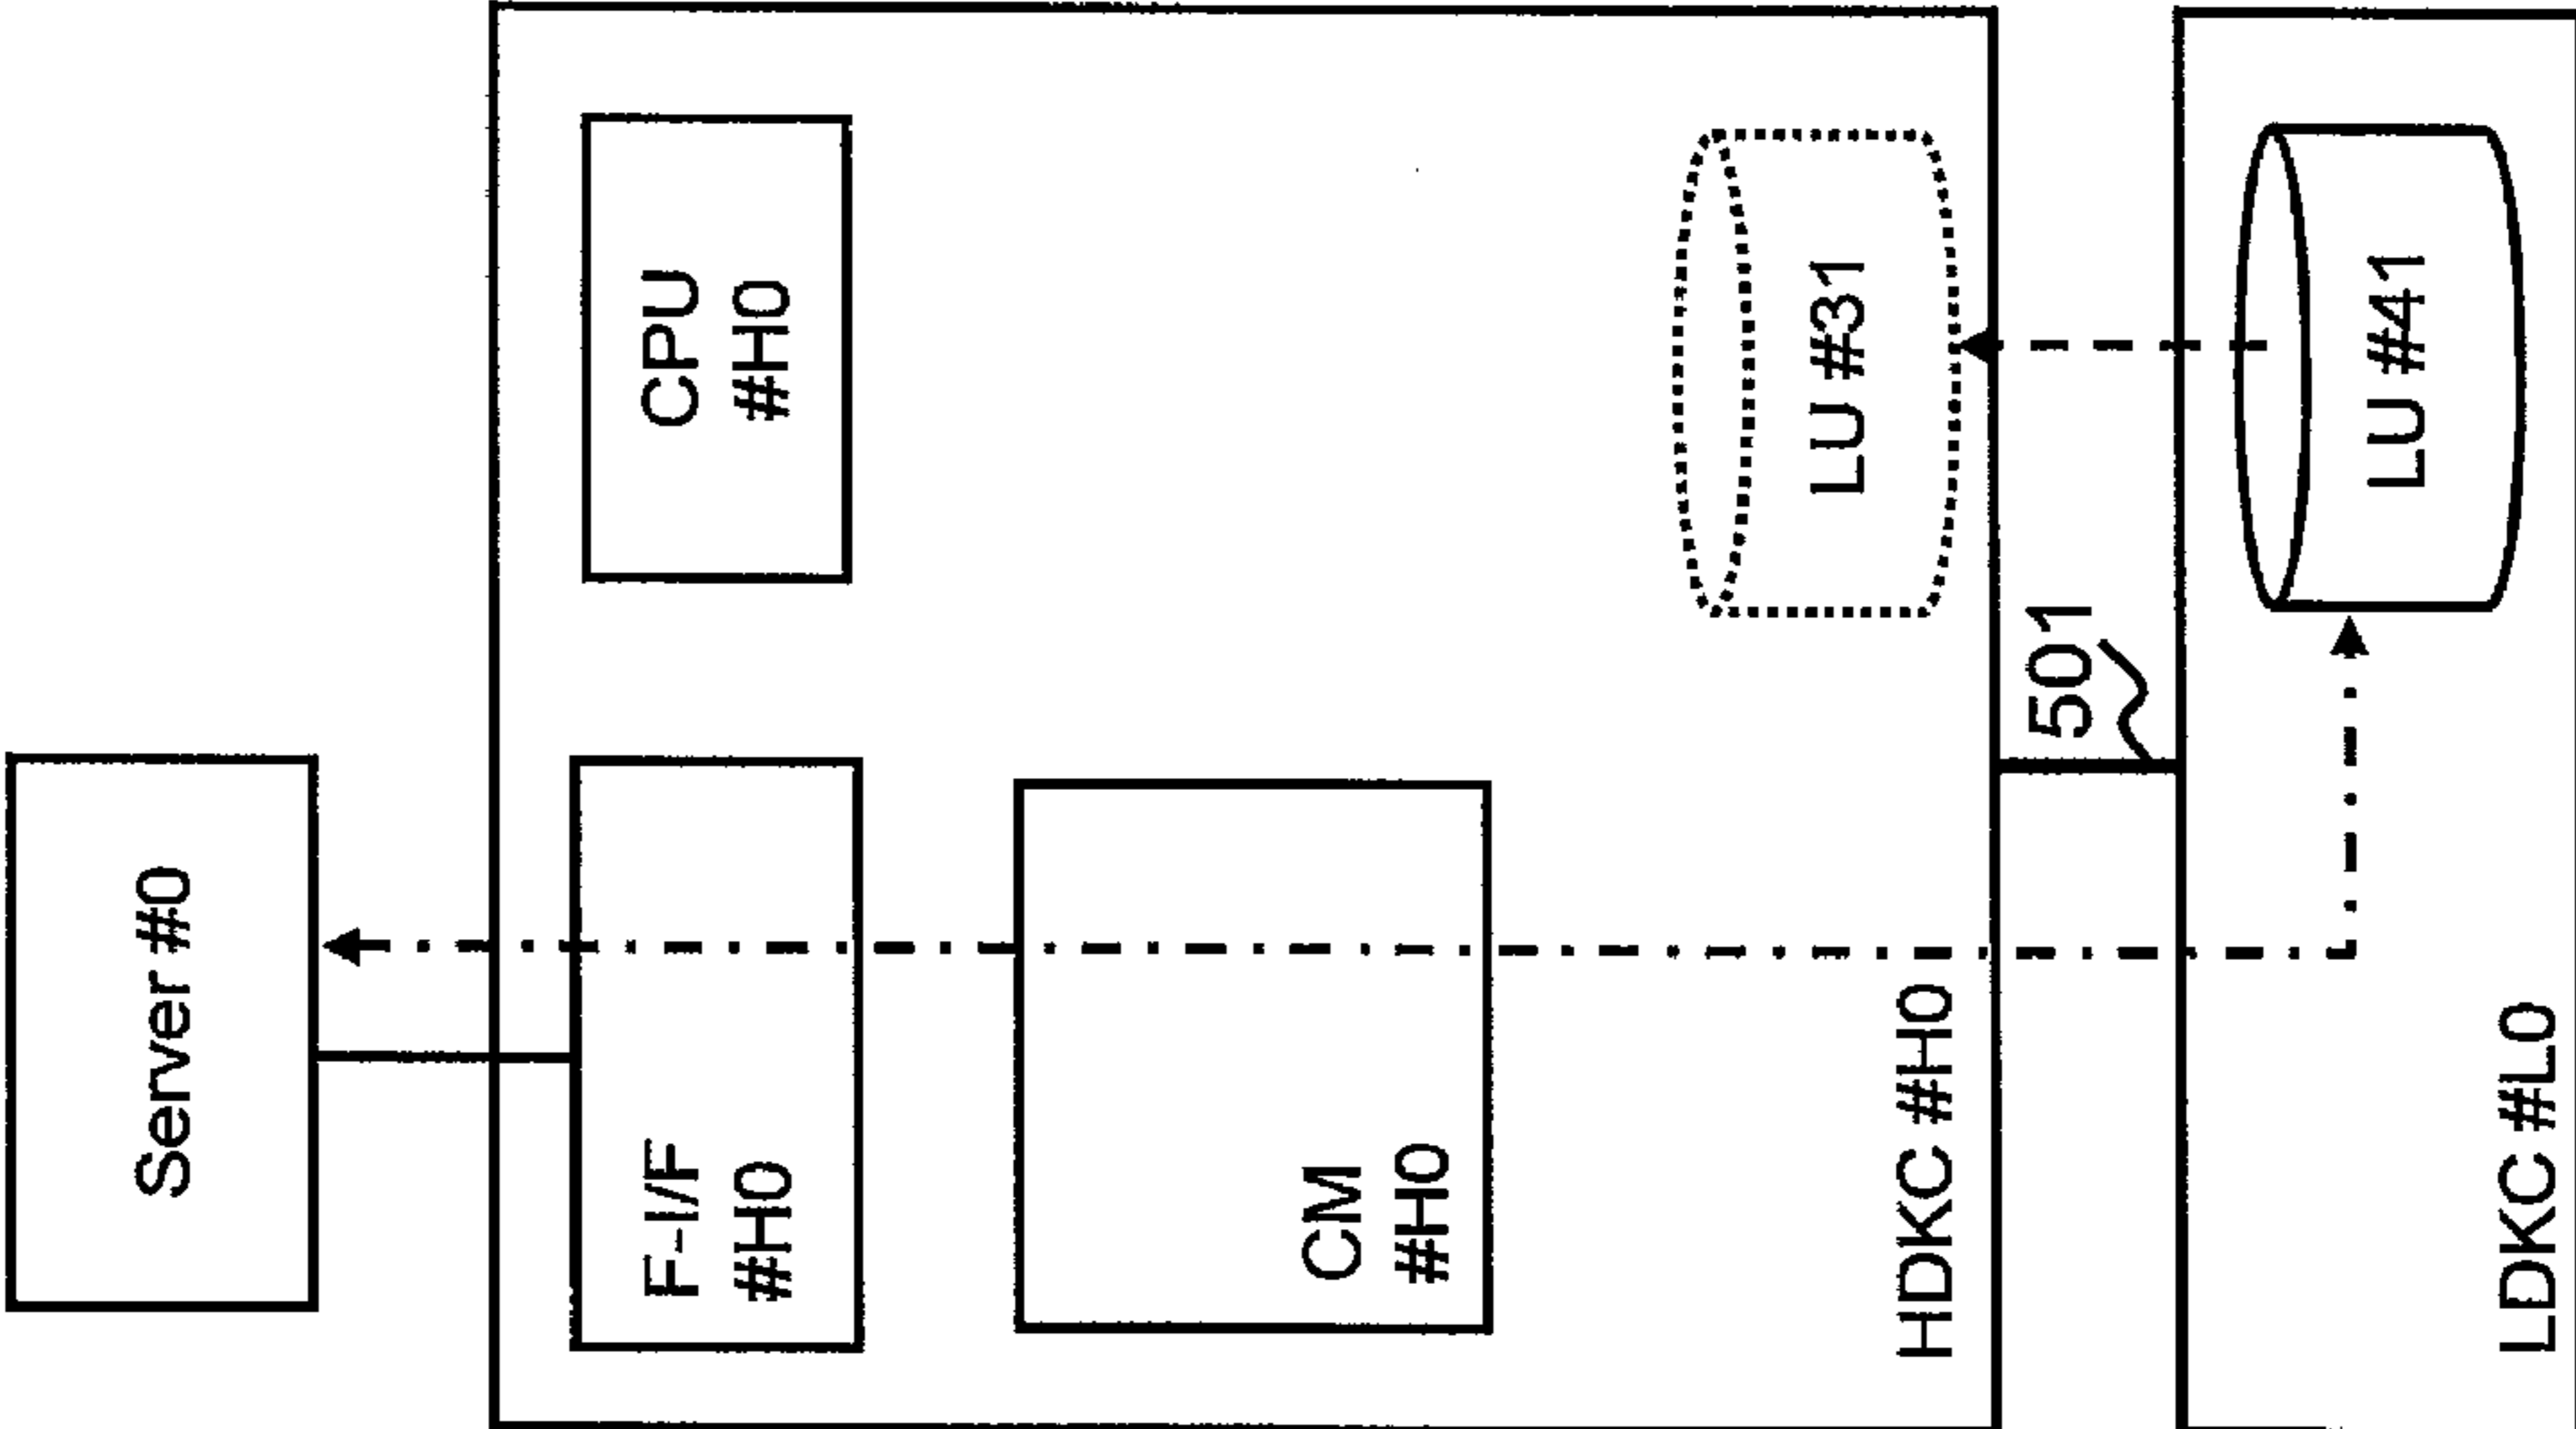 Server #0
F-I/F
#H0
CPU
#H0
CM
#H0
HDKC #H0
LU #31
501
LDKC #L0
LU #41